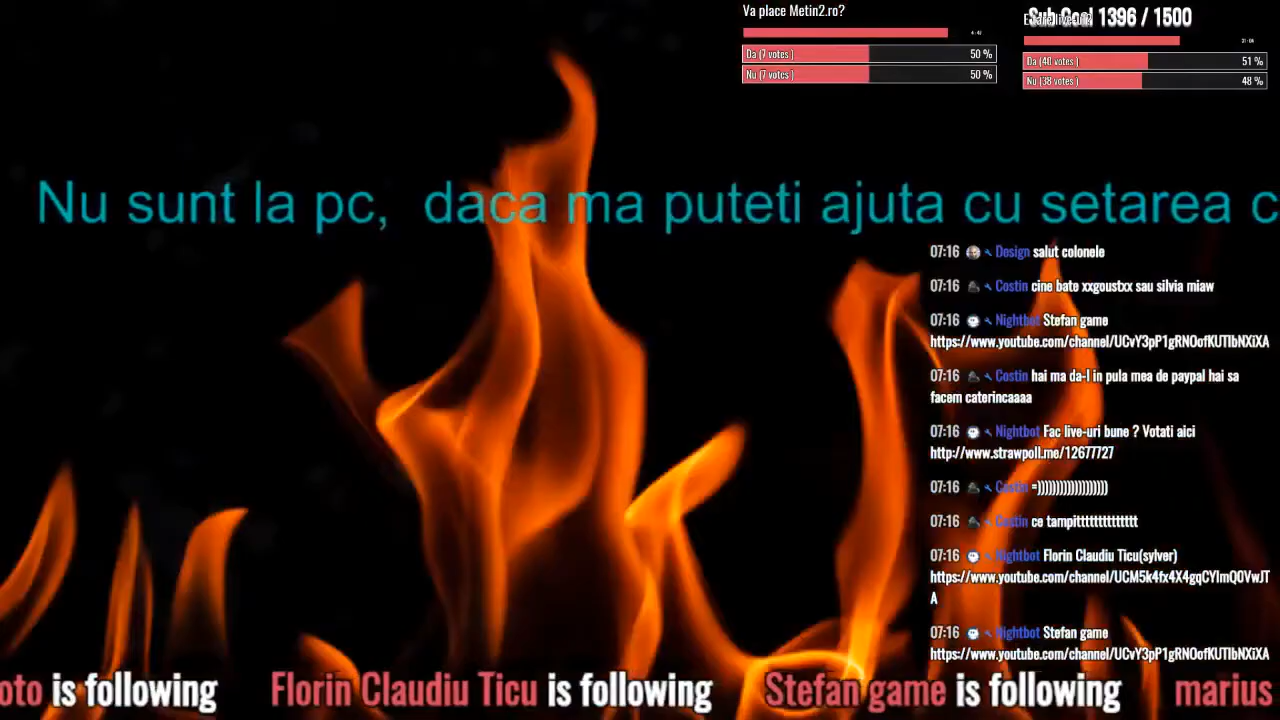 Va place Metin2.ro?
Da (7 votes )
50 %
Nu (7 votes )
50 %
Sub Goal 1396 / 1500
Da (40 votes )
51 %
Nu (38 votes )
48 %
Nu sunt la pc, daca ma puteti ajuta cu setarea c
07:16 Design salut colonele
07:16 Costin cine bate xxgoustxx sau silvia miaw
07:16 Nightbot Stefan game
https://www.youtube.com/channel/UCvY3pP1gRNOofKUTlbNXiXA
07:16 Costin hai ma da-l in pula mea de paypal hai sa
facem caterincaaaa
07:16 Nightbot Fac live-uri bune ? Votati aici
http://www.strawpoll.me/12677727
07:16 Costin =))))))))))))))))))))
07:16 Costin ce tampitttttttttttttt
07:16 Nightbot Florin Claudiu Ticu(sylver)
https://www.youtube.com/channel/UCM5k4fx4X4gqCYlmQ0VwJT
A
07:16 Nightbot Stefan game
https://www.youtube.com/channel/UCvY3pP1gRNOofKUTlbNXiXA
oto is following Florin Claudiu Ticu is following Stefan game is following marius